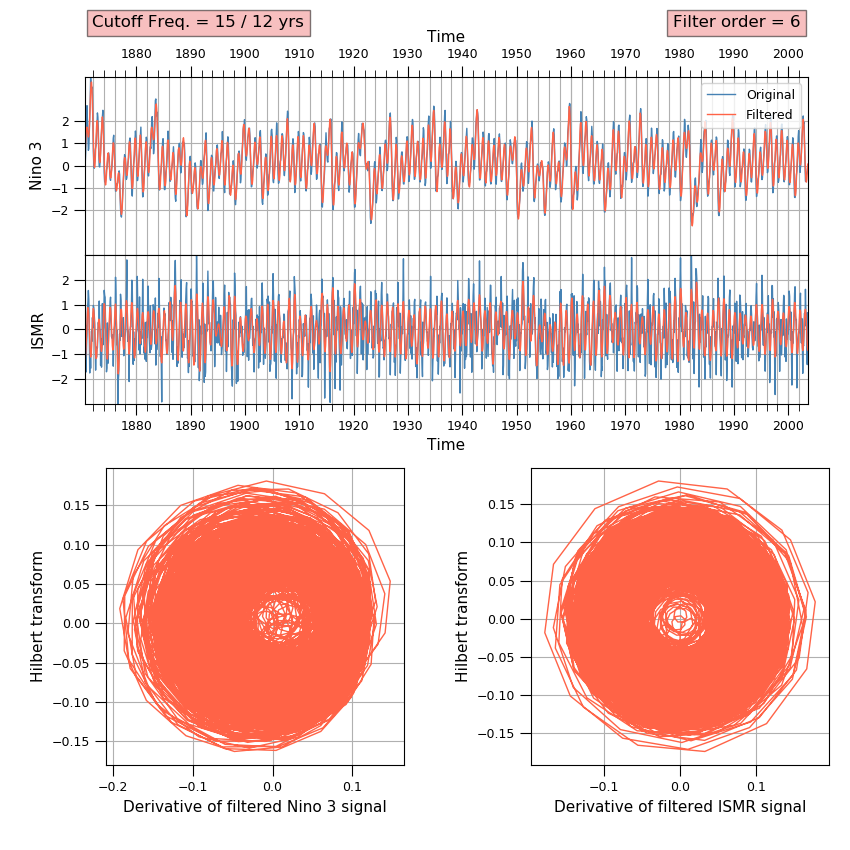 Cutoff Freq. = 15 / 12 yrs
Filter order = 6
Time
1880 1890 1900 1910 1920 1930 1940 1950 1960 1970 1980 1990 2000
Original
Filtered
Nino 3
2
1
0
−1
−2
ISMR
2
1
0
−1
−2
1880 1890 1900 1910 1920 1930 1940 1950 1960 1970 1980 1990 2000
Time
Hilbert transform
0.15
0.10
0.05
0.00
−0.05
−0.10
−0.15
−0.2 −0.1 0.0 0.1
Derivative of filtered Nino 3 signal
Hilbert transform
0.15
0.10
0.05
0.00
−0.05
−0.10
−0.15
−0.1 0.0 0.1
Derivative of filtered ISMR signal